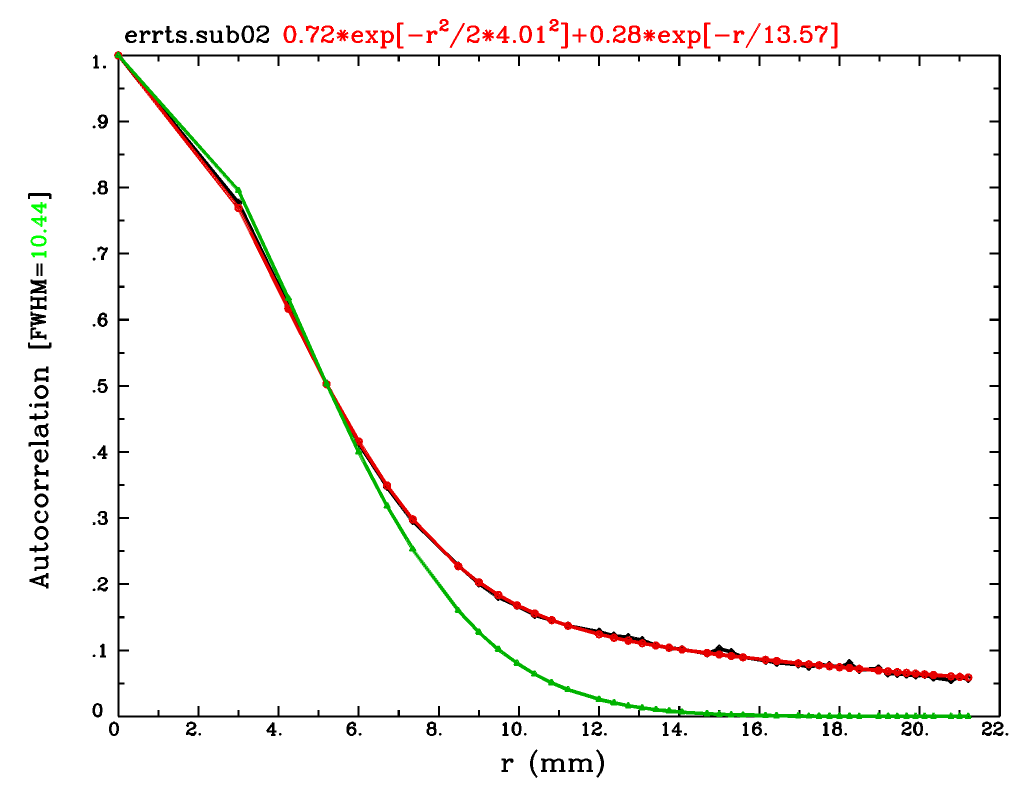 errts.sub02 0.72*exp[-r²/2*4.01²]+0.28*exp[-r/13.57]
1.
.9
.8
.7
.6
.5
.4
.3
.2
.1
0
Autocorrelation [FWHM=10.44]
0 2. 4. 6. 8. 10. 12. 14. 16. 18. 20. 22.
r (mm)